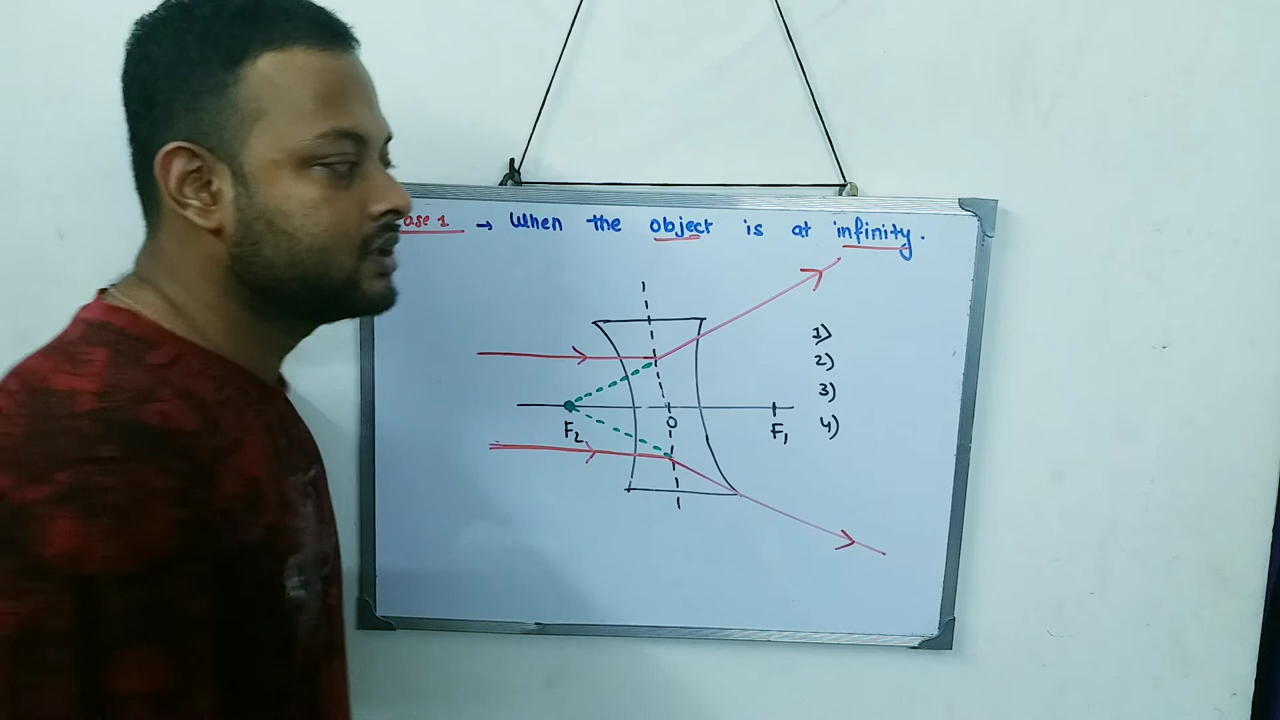 ase 1 → When the object is at infinity.
1)
2)
3)
O
F₂
F₁
4)